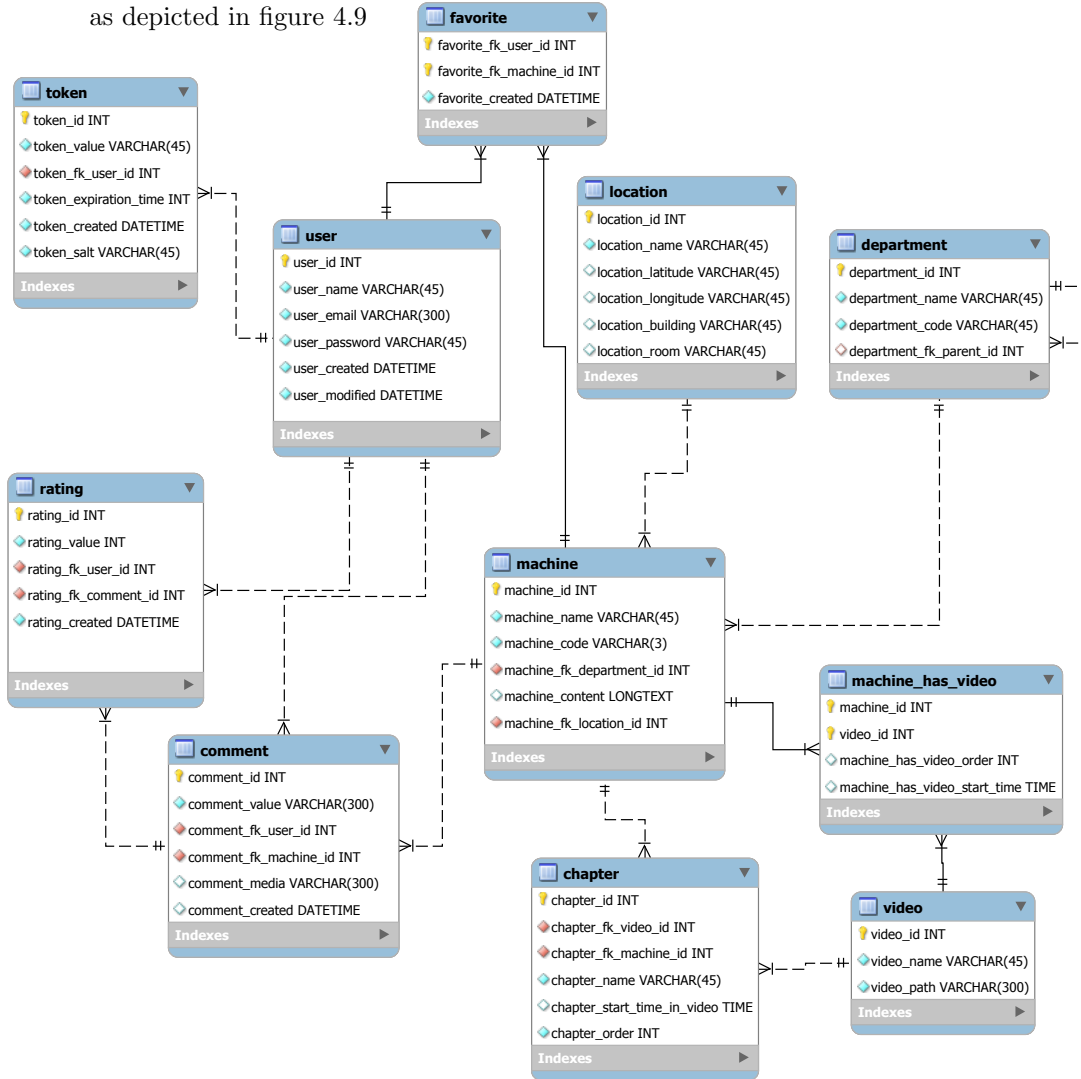 as depicted in figure 4.9
favorite
favorite_fk_user_id INT
favorite_fk_machine_id INT
favorite_created DATETIME
Indexes
token
token_id INT
token_value VARCHAR(45)
token_fk_user_id INT
token_expiration_time INT
token_created DATETIME
token_salt VARCHAR(45)
Indexes
location
location_id INT
location_name VARCHAR(45)
location_latitude VARCHAR(45)
location_longitude VARCHAR(45)
location_building VARCHAR(45)
location_room VARCHAR(45)
Indexes
user
user_id INT
user_name VARCHAR(45)
user_email VARCHAR(300)
user_password VARCHAR(45)
user_created DATETIME
user_modified DATETIME
Indexes
department
department_id INT
department_name VARCHAR(45)
department_code VARCHAR(45)
department_fk_parent_id INT
Indexes
rating
rating_id INT
rating_value INT
rating_fk_user_id INT
rating_fk_comment_id INT
rating_created DATETIME
Indexes
machine
machine_id INT
machine_name VARCHAR(45)
machine_code VARCHAR(3)
machine_fk_department_id INT
machine_content LONGTEXT
machine_fk_location_id INT
Indexes
machine_has_video
machine_id INT
video_id INT
machine_has_video_order INT
machine_has_video_start_time TIME
Indexes
comment
comment_id INT
comment_value VARCHAR(300)
comment_fk_user_id INT
comment_fk_machine_id INT
comment_media VARCHAR(300)
comment_created DATETIME
Indexes
chapter
chapter_id INT
chapter_fk_video_id INT
chapter_fk_machine_id INT
chapter_name VARCHAR(45)
chapter_start_time_in_video TIME
chapter_order INT
Indexes
video
video_id INT
video_name VARCHAR(45)
video_path VARCHAR(300)
Indexes